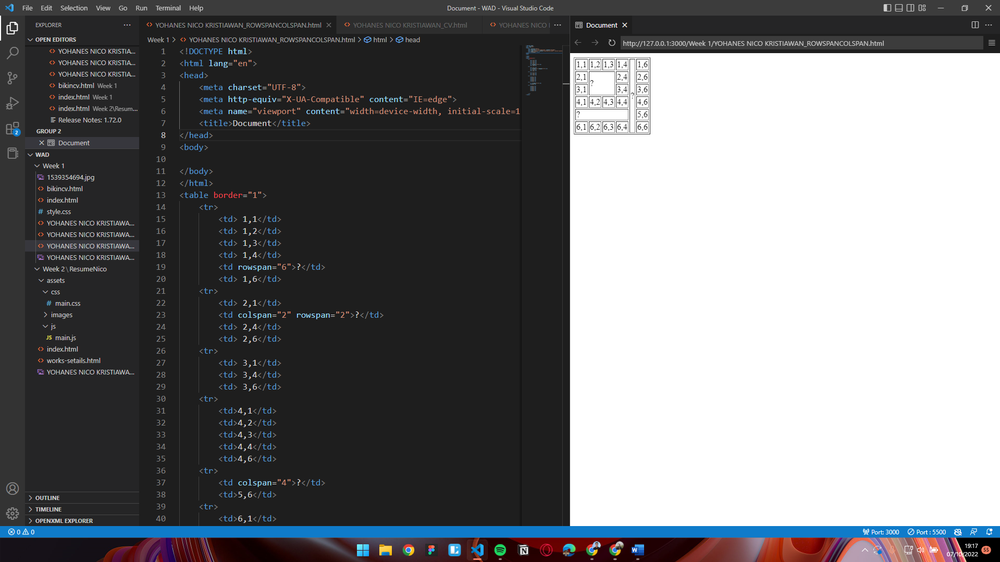 File Edit Selection View Go Run Terminal Help
Document - WAD - Visual Studio Code
EXPLORER
OPEN EDITORS
YOHANES NICO KRISTIA...
YOHANES NICO KRISTIA...
YOHANES NICO KRISTIA...
bikincv.html Week 1
index.html Week 1
index.html Week 2\Resum...
Release Notes: 1.72.0
GROUP 2
Document
WAD
Week 1
1539354694.jpg
bikincv.html
index.html
style.css
YOHANES NICO KRISTIAWA...
YOHANES NICO KRISTIAWA...
YOHANES NICO KRISTIAWA...
YOHANES NICO KRISTIAWA...
Week 2\ResumeNico
assets
css
main.css
images
js
JS main.js
index.html
works-setails.html
YOHANES NICO KRISTIAWA...
OUTLINE
TIMELINE
OPENXML EXPLORER
2
YOHANES NICO KRISTIAWAN_ROWSPANCOLSPAN.html YOHANES NICO KRISTIAWAN_CV.html YOHANES NICO
Week 1 > YOHANES NICO KRISTIAWAN_ROWSPANCOLSPAN.html > html > head
1 <!DOCTYPE html>
2 <html lang="en">
3 <head>
4 <meta charset="UTF-8">
5 <meta http-equiv="X-UA-Compatible" content="IE=edge">
6 <meta name="viewport" content="width=device-width, initial-scale=1
7 <title>Document</title>
8 </head>
9 <body>
10
11 </body>
12 </html>
13 <table border="1">
14 <tr>
15 <td> 1,1</td>
16 <td> 1,2</td>
17 <td> 1,3</td>
18 <td> 1,4</td>
19 <td rowspan="6">?</td>
20 <td> 1,6</td>
21 <tr>
22 <td> 2,1</td>
23 <td colspan="2" rowspan="2">?</td>
24 <td> 2,4</td>
25 <td> 2,6</td>
26 <tr>
27 <td> 3,1</td>
28 <td> 3,4</td>
29 <td> 3,6</td>
30 <tr>
31 <td>4,1</td>
32 <td>4,2</td>
33 <td>4,3</td>
34 <td>4,4</td>
35 <td>4,6</td>
36 <tr>
37 <td colspan="4">?</td>
38 <td>5,6</td>
39 <tr>
40 <td>6,1</td>
Document
http://127.0.0.1:3000/Week 1/YOHANES NICO KRISTIAWAN_ROWSPANCOLSPAN.html
1,1 1,2 1,3 1,4 1,6
2,1 ? 2,4 2,6
3,1 3,4 ? 3,6
4,1 4,2 4,3 4,4 4,6
? 5,6
6,1 6,2 6,3 6,4 6,6
0 0
Port: 3000 Port : 5500
19:17
07/10/2022
55